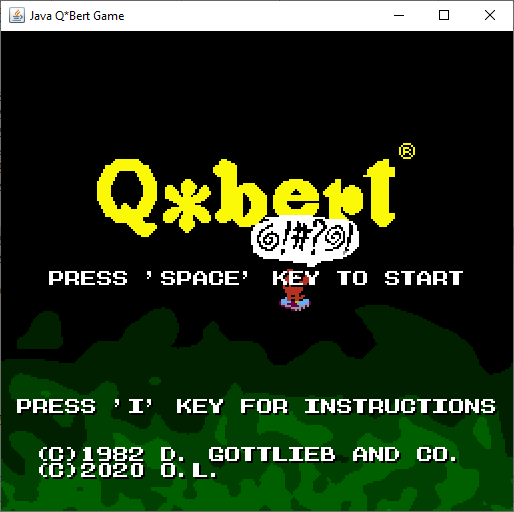 Java Q*Bert Game
Q*bert®
@!#?@!
PRESS 'SPACE' KEY TO START
PRESS 'I' KEY FOR INSTRUCTIONS
(C)1982 D. GOTTLIEB AND CO.
(C)2020 O.L.